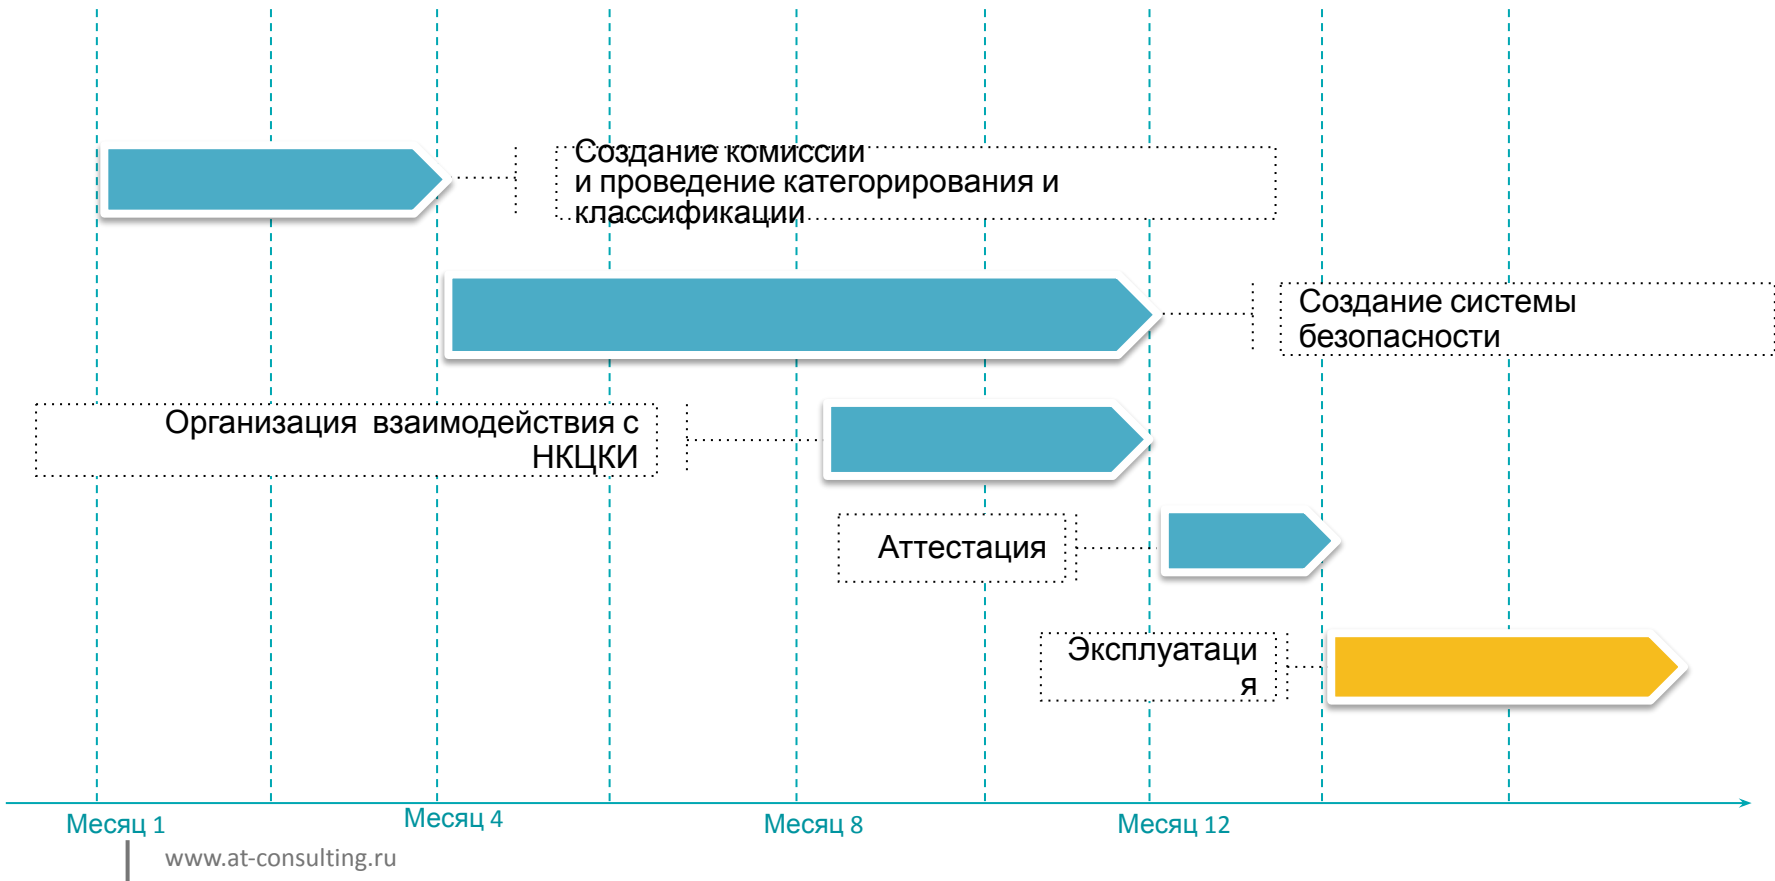 Создание комиссии
и проведение категорирования и
классификации
Создание системы
безопасности
Организация взаимодействия с
НКЦКИ
Аттестация
Эксплуатаци
я
Месяц 1
Месяц 4
Месяц 8
Месяц 12
www.at-consulting.ru